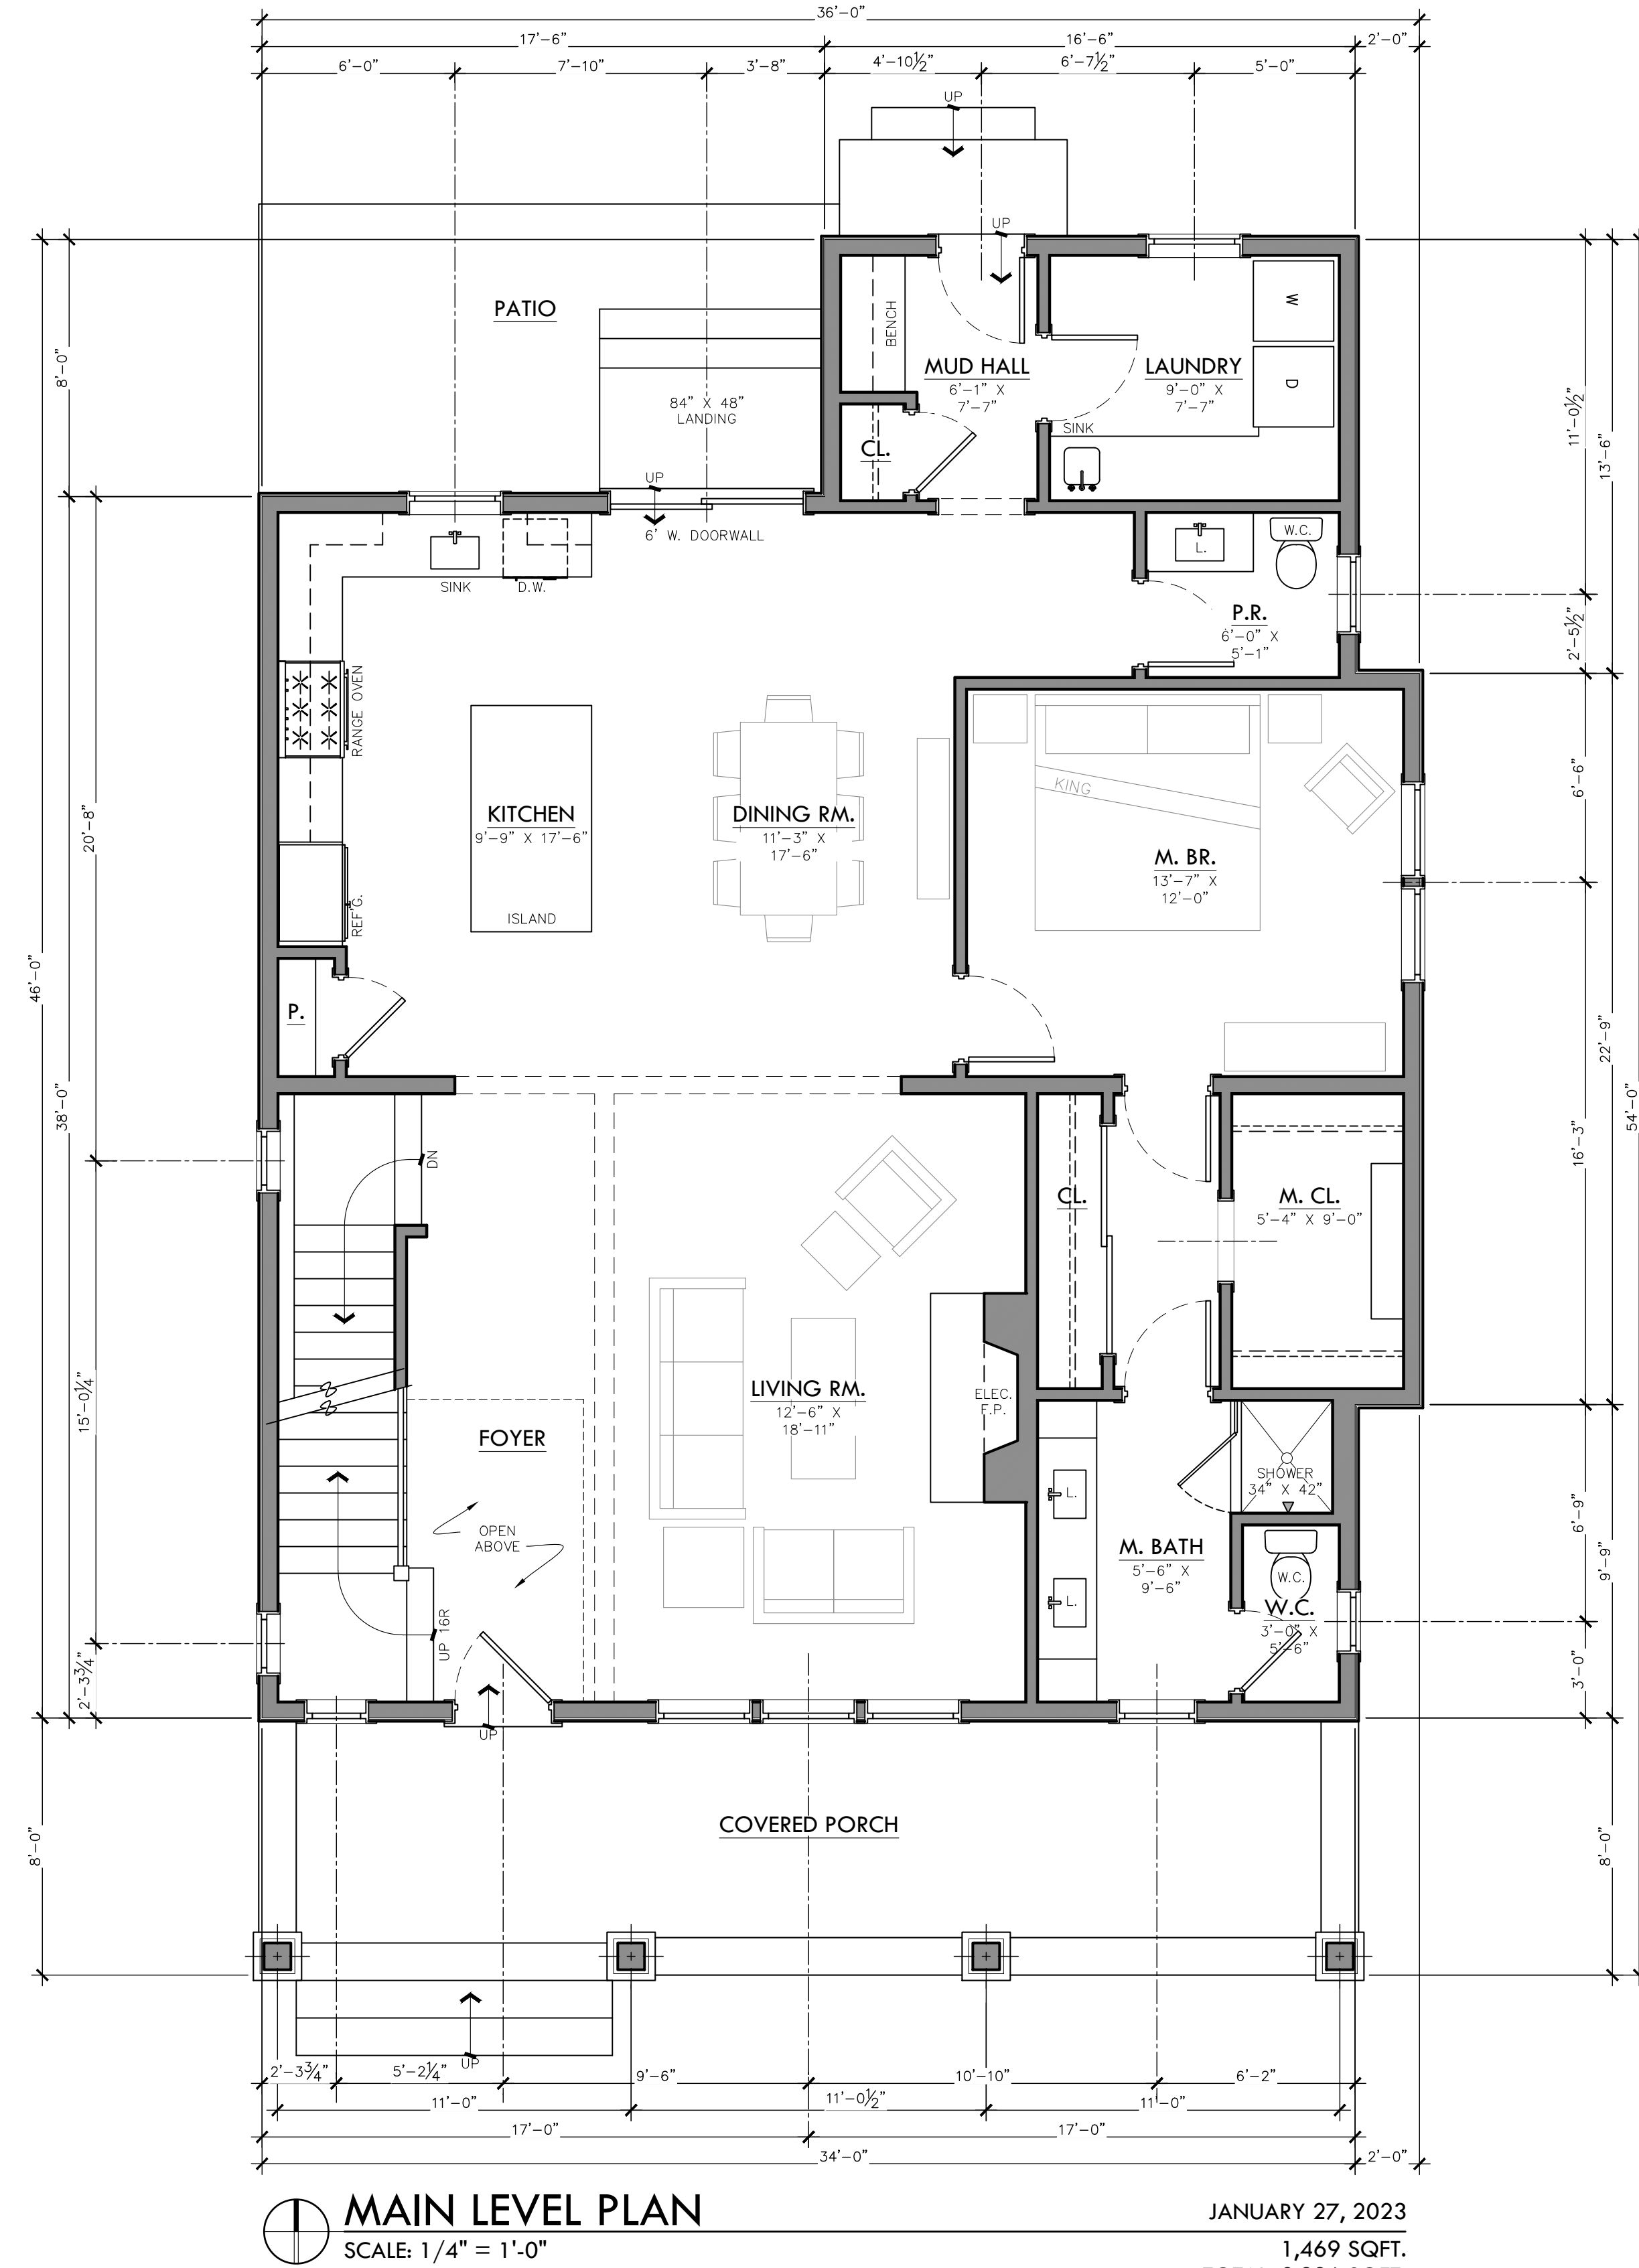 36'-0"
17'-6"
16'-6"
2'-0"
6'-0"
7'-10"
3'-8"
4'-10½"
6'-7½"
5'-0"
UP
UP
PATIO
BENCH
W
D
MUD HALL
6'-1" X
7'-7"
LAUNDRY
9'-0" X
7'-7"
84" X 48"
LANDING
SINK
CL.
8'-0"
11'-0½"
13'-6"
UP
6' W. DOORWALL
SINK
D.W.
L.
W.C.
P.R.
6'-0" X
5'-1"
2'-5½"
RANGE OVEN
KING
6'-6"
20'-8"
KITCHEN
9'-9" X 17'-6"
DINING RM.
11'-3" X
17'-6"
M. BR.
13'-7" X
12'-0"
ISLAND
REF'G.
46'-0"
P.
38'-0"
22'-9"
54'-0"
16'-3"
DN
CL.
M. CL.
5'-4" X 9'-0"
15'-0¼"
LIVING RM.
12'-6" X
18'-11"
ELEC.
F.P.
FOYER
SHOWER
34" X 42"
L.
OPEN
ABOVE
6'-9"
9'-9"
M. BATH
5'-6" X
9'-6"
W.C.
L.
W.C.
3'-0" X
5'-6"
UP 16R
2'-3¾"
3'-0"
UP
COVERED PORCH
8'-0"
8'-0"
UP
2'-3¾"
5'-2¼"
9'-6"
10'-10"
6'-2"
11'-0"
11'-0½"
11'-0"
17'-0"
17'-0"
34'-0"
2'-0"
MAIN LEVEL PLAN
JANUARY 27, 2023
SCALE: 1/4" = 1'-0"
1,469 SQFT.